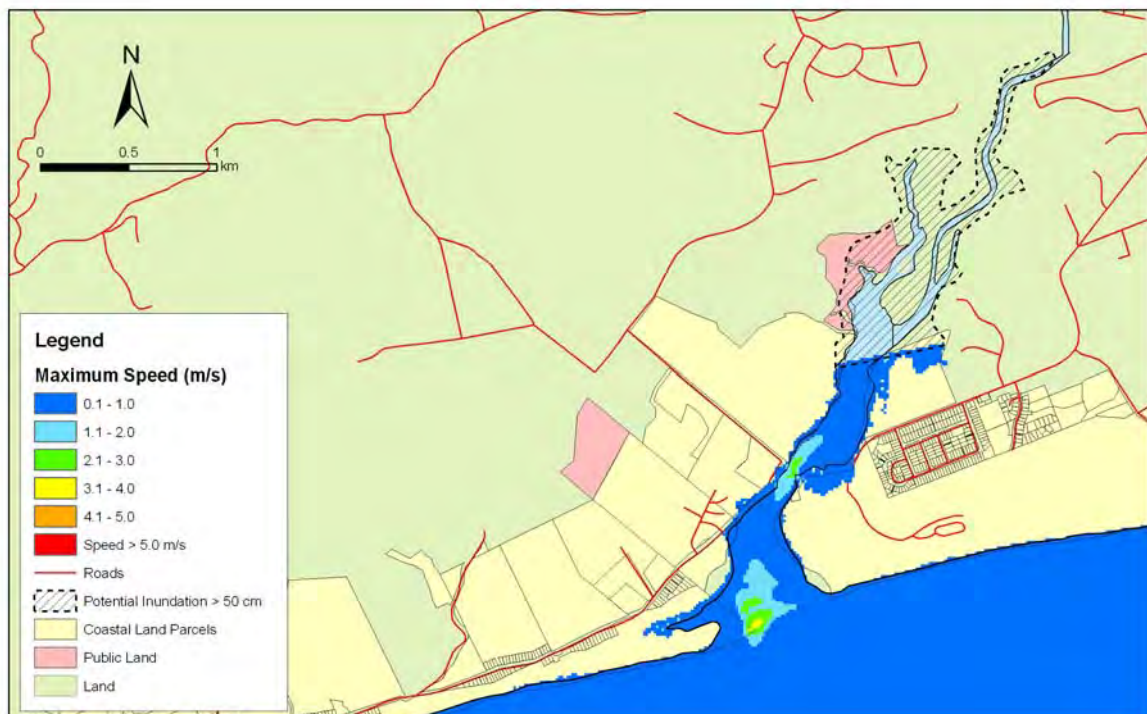 N
0 0.5 1
km
Legend
Maximum Speed (m/s)
0.1 - 1.0
1.1 - 2.0
2.1 - 3.0
3.1 - 4.0
4.1 - 5.0
Speed > 5.0 m/s
Roads
Potential Inundation > 50 cm
Coastal Land Parcels
Public Land
Land